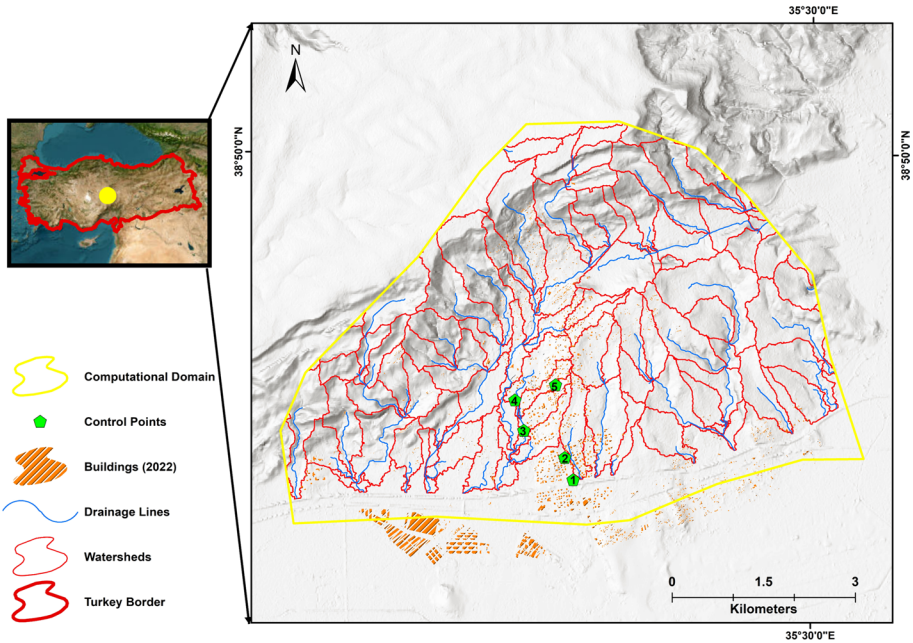 35°30'0"E
N
38°50'0"N
38°50'0"N
Computational Domain
Control Points
Buildings (2022)
Drainage Lines
Watersheds
Turkey Border
5
4
3
2
1
0 1.5 3
Kilometers
35°30'0"E